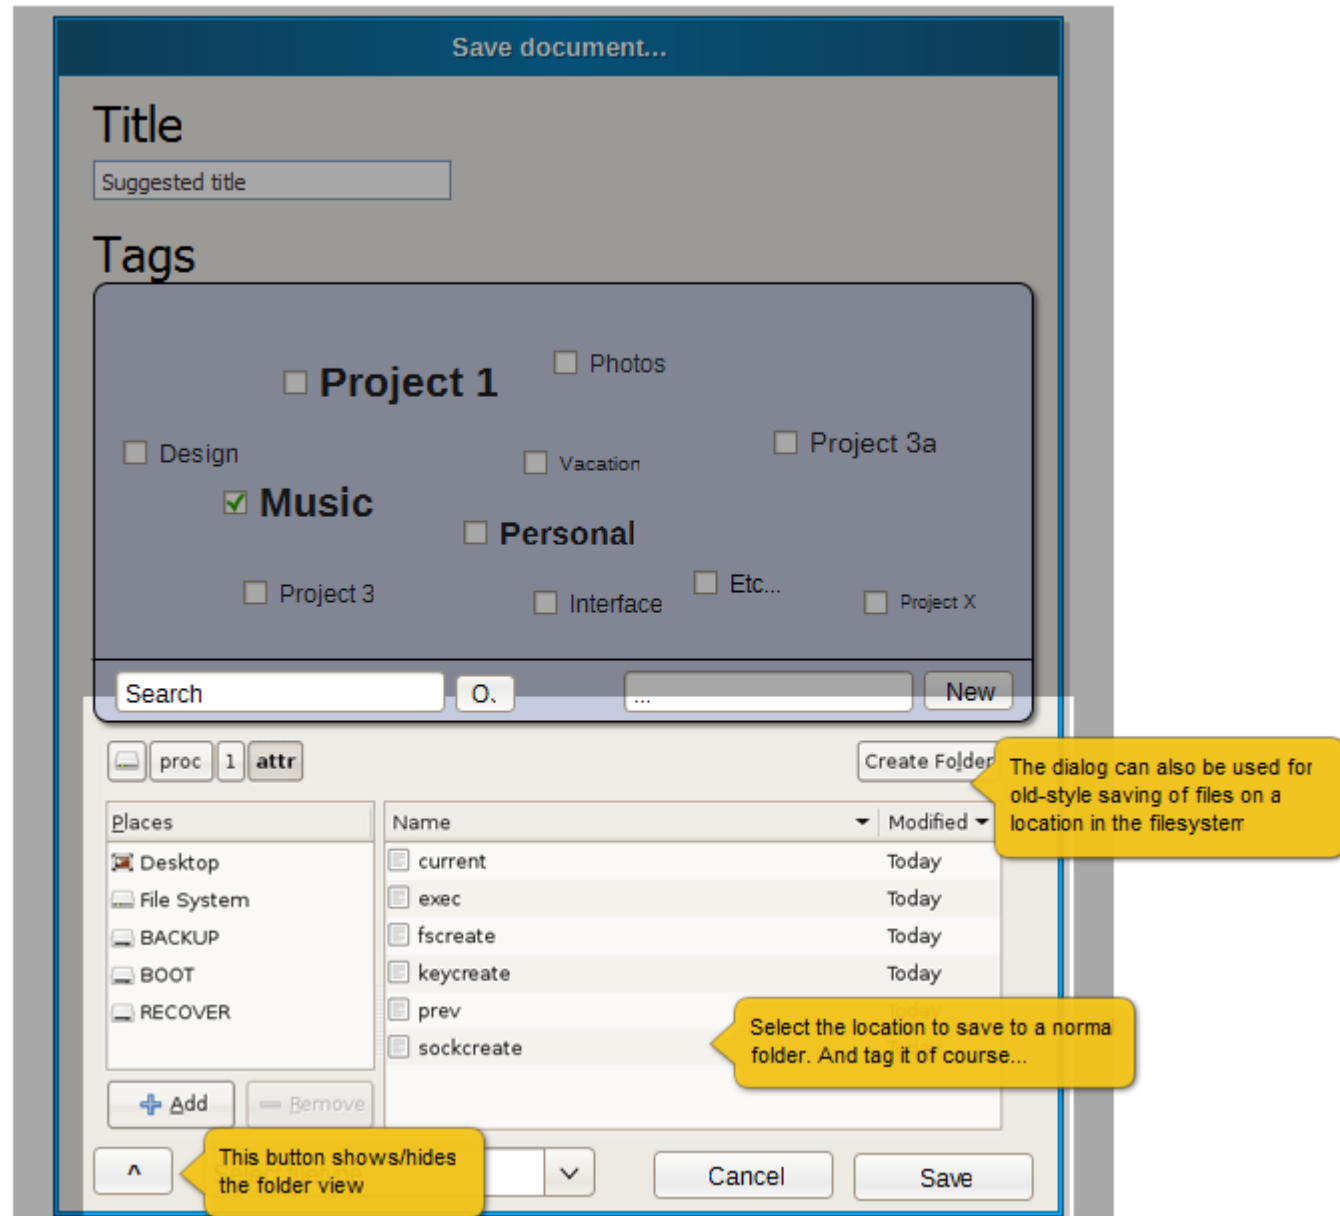 Save document...
Title
Suggested title
Tags
Photos
Project 1
Project 3a
Design
Vacation
Music
Personal
Etc...
Project 3
Interface
Project X
Search
...
New
proc 1 attr
Create Folder
The dialog can also be used for
old-style saving of files on a
location in the filesystem
Places
Name Modified
Desktop
current Today
File System
exec Today
BACKUP
fscreate Today
BOOT
keycreate Today
RECOVER
prev Today
Select the location to save to a normal
folder. And tag it of course...
sockcreate
Add Remove
This button shows/hides
the folder view
^
Cancel
Save